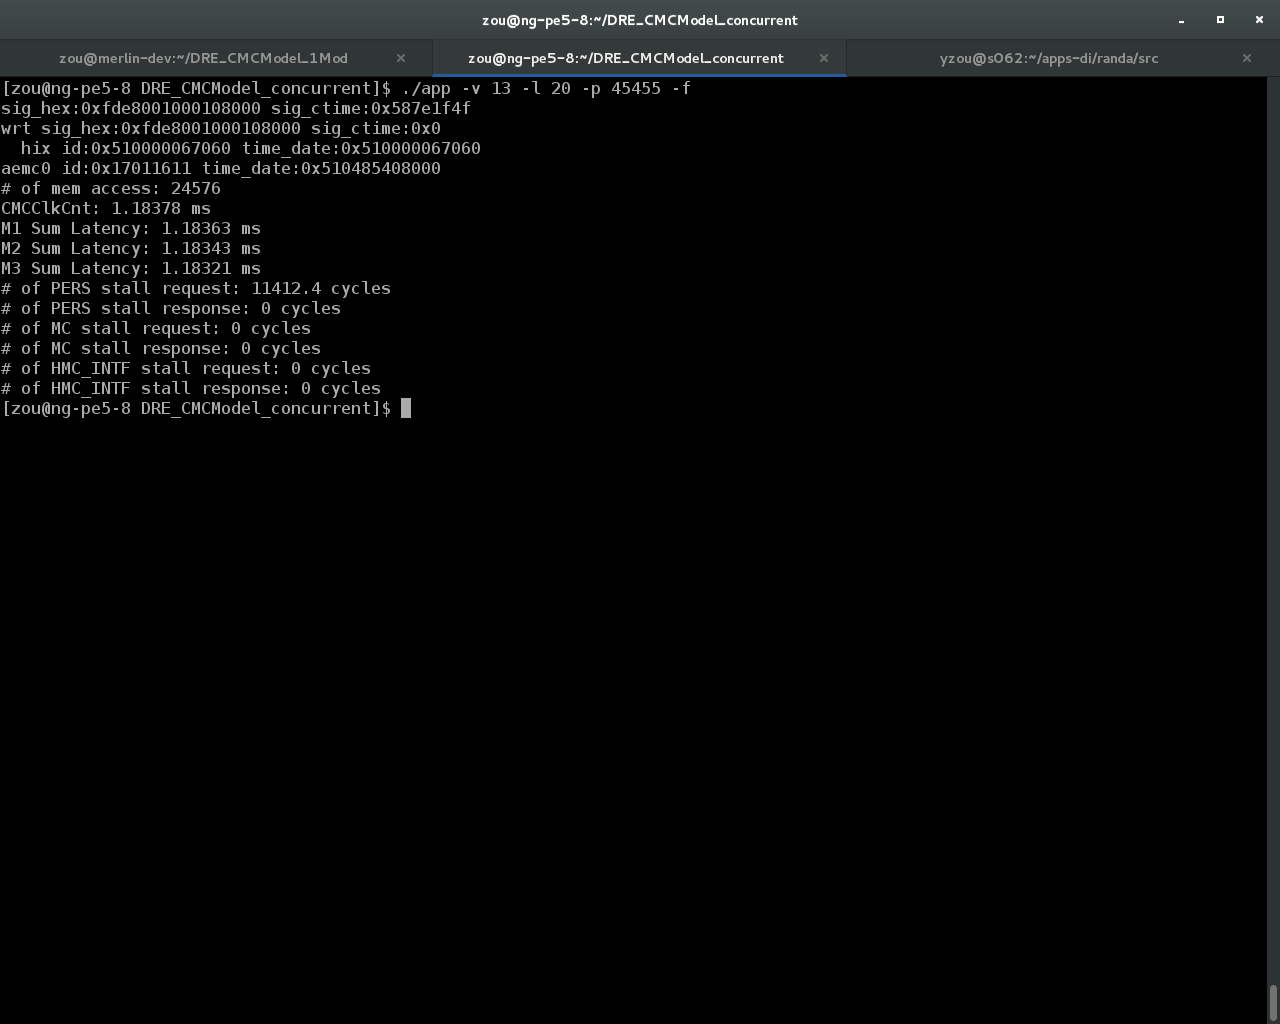 zou@ng-pe5-8:~/DRE_CMCModel_concurrent
zou@merlin-dev:~/DRE_CMCModel_1Mod
zou@ng-pe5-8:~/DRE_CMCModel_concurrent
yzou@s062:~/apps-di/randa/src
[zou@ng-pe5-8 DRE_CMCModel_concurrent]$ ./app -v 13 -l 20 -p 45455 -f
sig_hex:0xfde8001000108000 sig_ctime:0x587e1f4f
wrt sig_hex:0xfde8001000108000 sig_ctime:0x0
  hix id:0x510000067060 time_date:0x510000067060
aemc0 id:0x17011611 time_date:0x510485408000
# of mem access: 24576
CMCClkCnt: 1.18378 ms
M1 Sum Latency: 1.18363 ms
M2 Sum Latency: 1.18343 ms
M3 Sum Latency: 1.18321 ms
# of PERS stall request: 11412.4 cycles
# of PERS stall response: 0 cycles
# of MC stall request: 0 cycles
# of MC stall response: 0 cycles
# of HMC_INTF stall request: 0 cycles
# of HMC_INTF stall response: 0 cycles
[zou@ng-pe5-8 DRE_CMCModel_concurrent]$